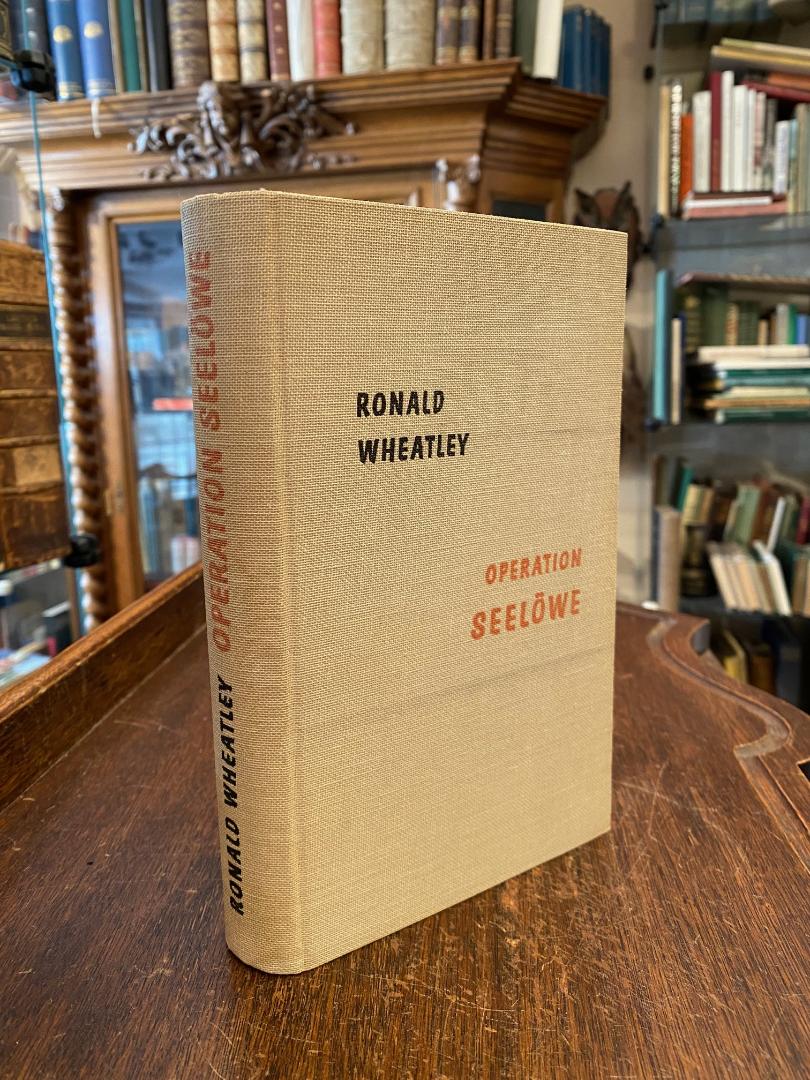 RONALD
WHEATLEY
OPERATION
SEELÖWE
RONALD WHEATLEY OPERATION SEELÖWE